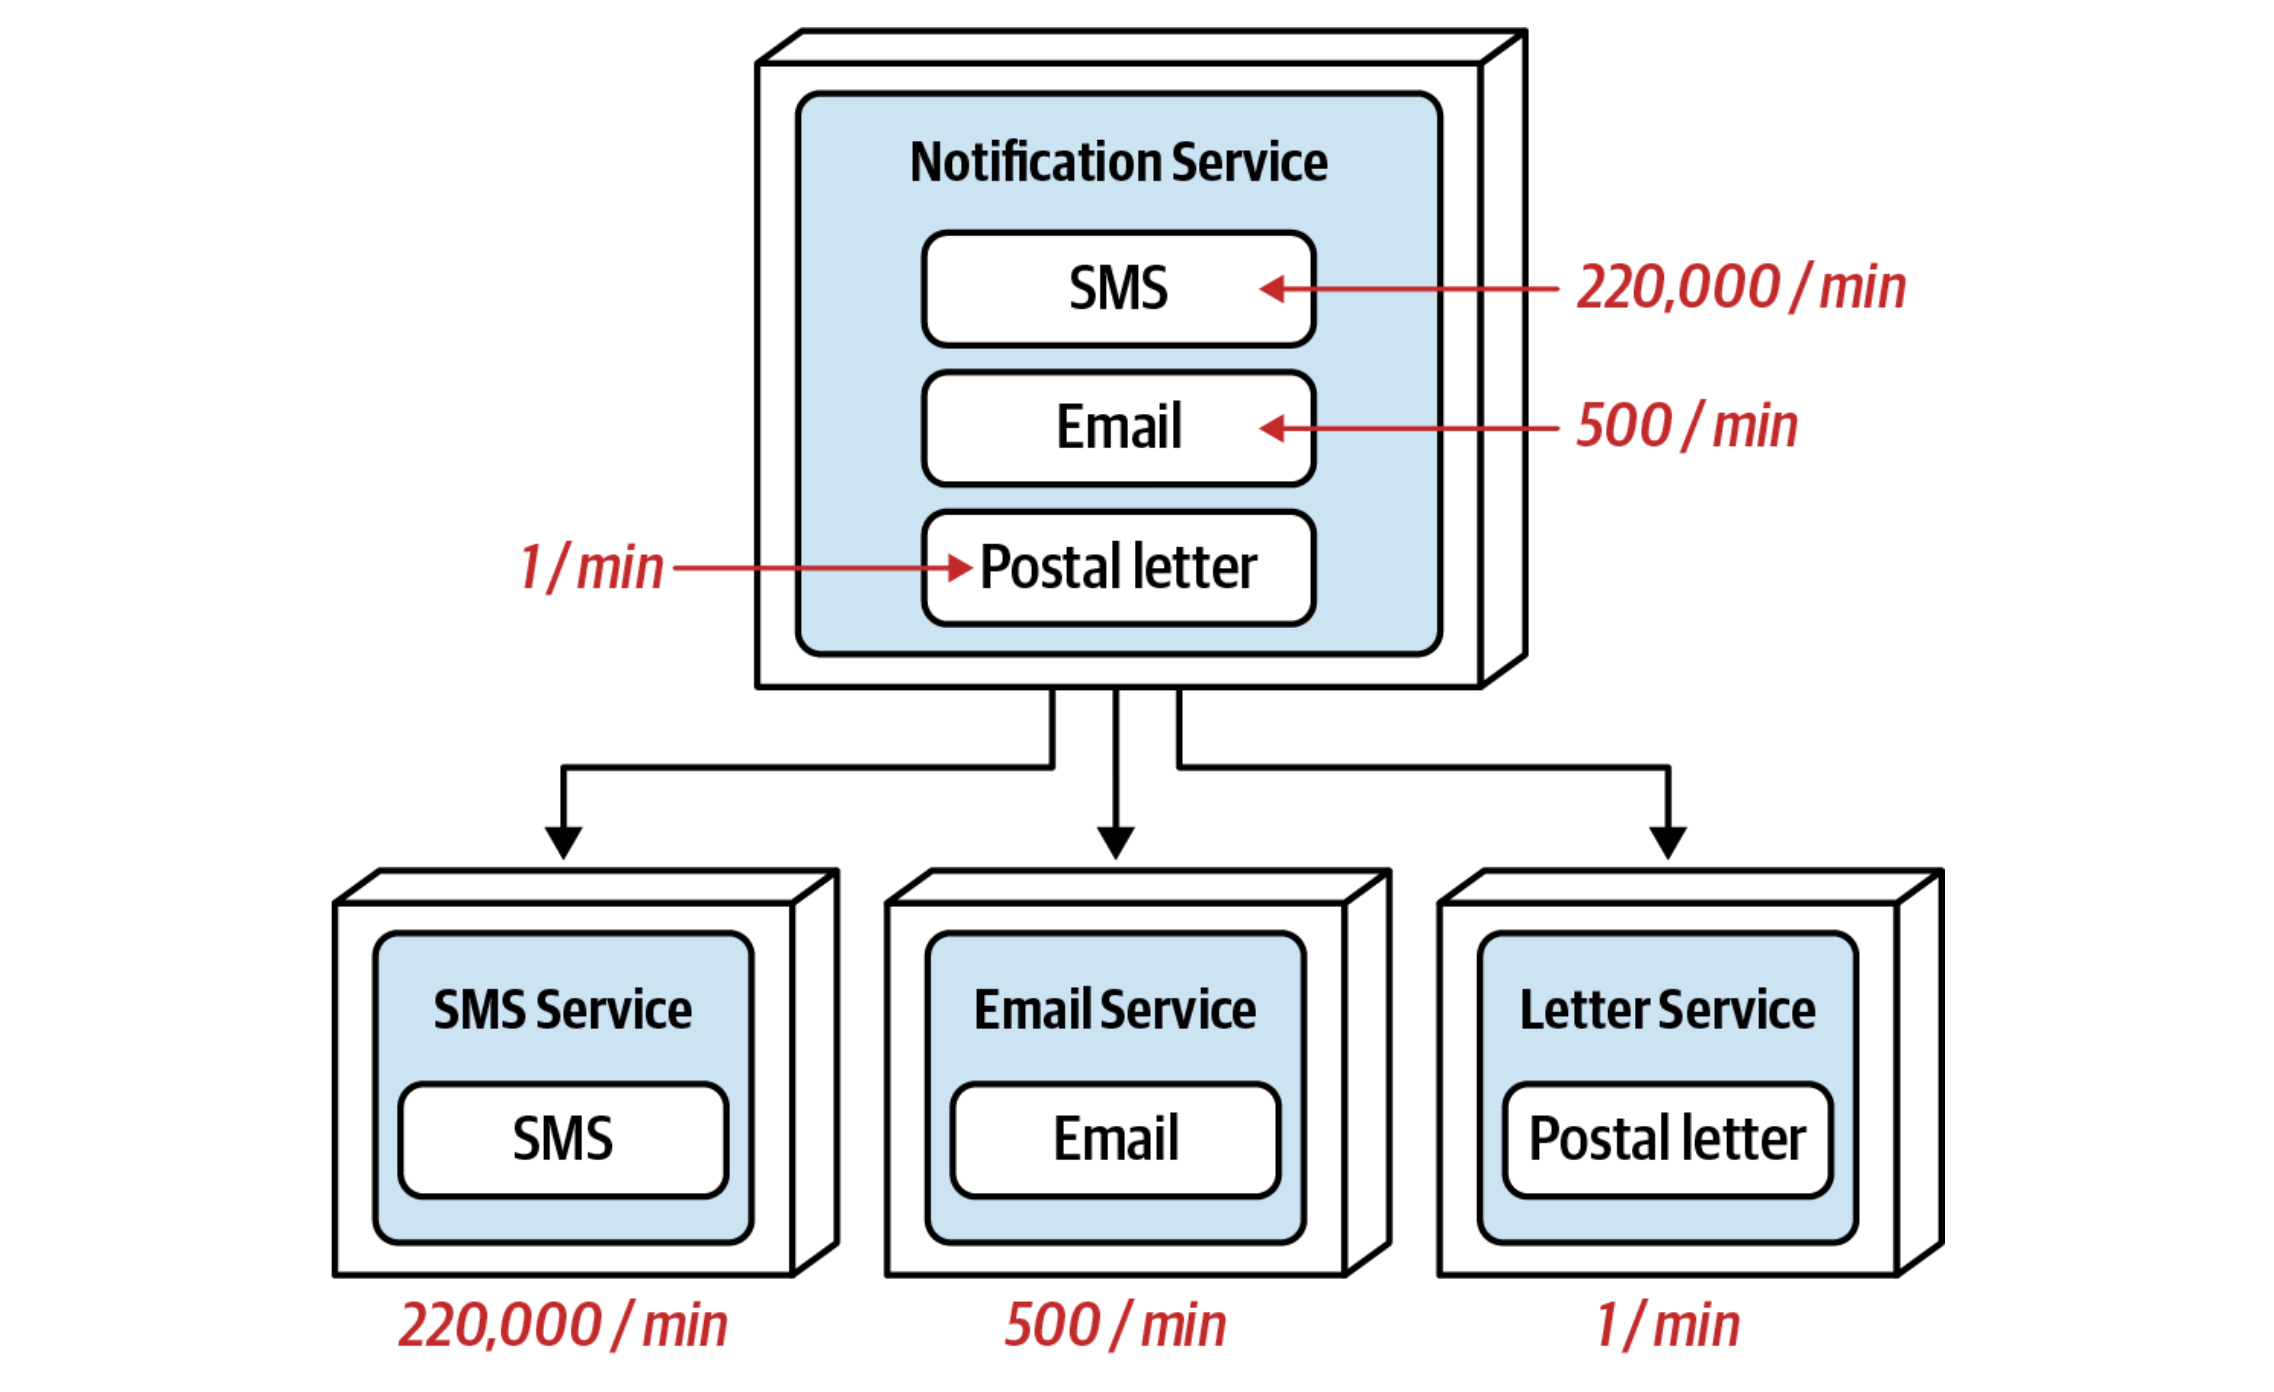 Notification Service
SMS
220,000 / min
Email
500 / min
1 / min
Postal letter
SMS Service
SMS
220,000 / min
Email Service
Email
500 / min
Letter Service
Postal letter
1 / min